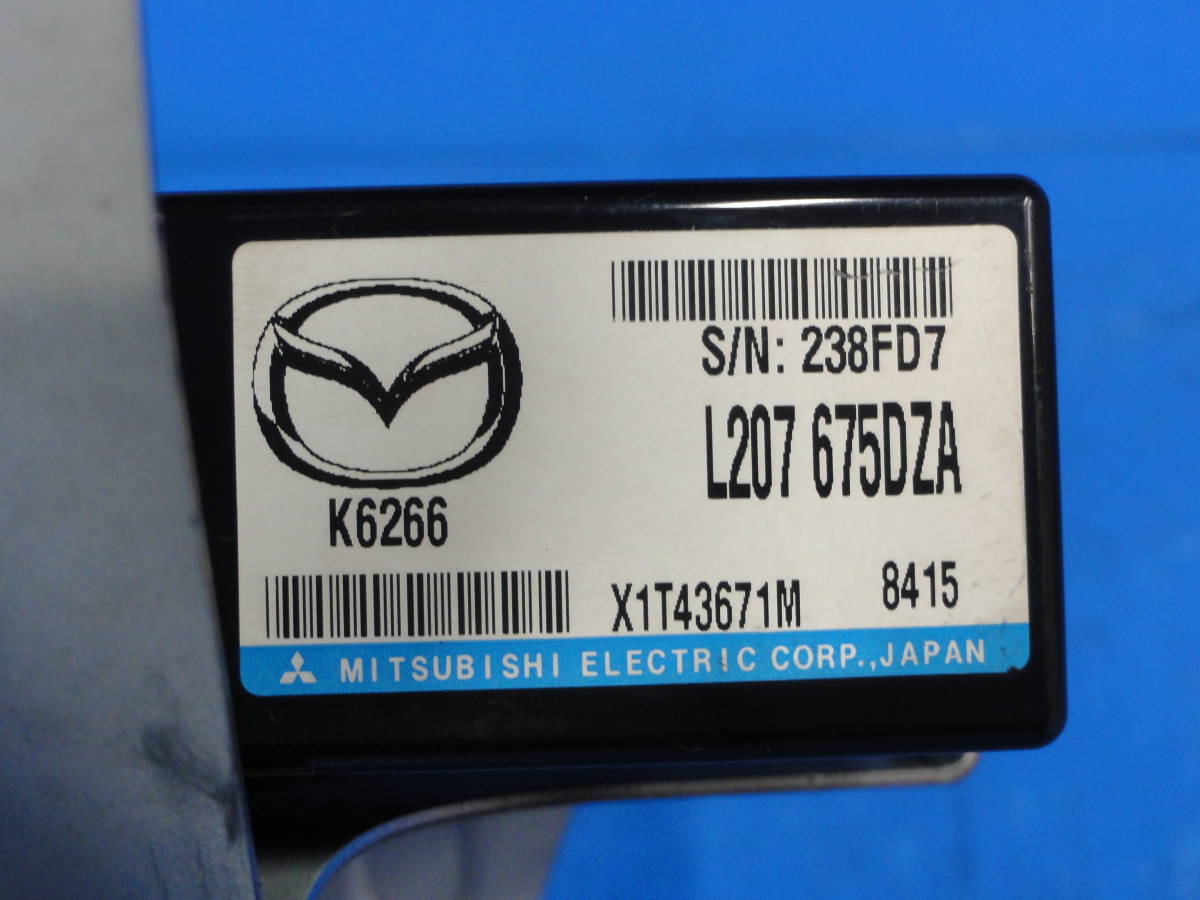 S/N: 238FD7
L207 675DZA
K6266
X1T43671M 8415
MITSUBISHI ELECTRIC CORP.,JAPAN